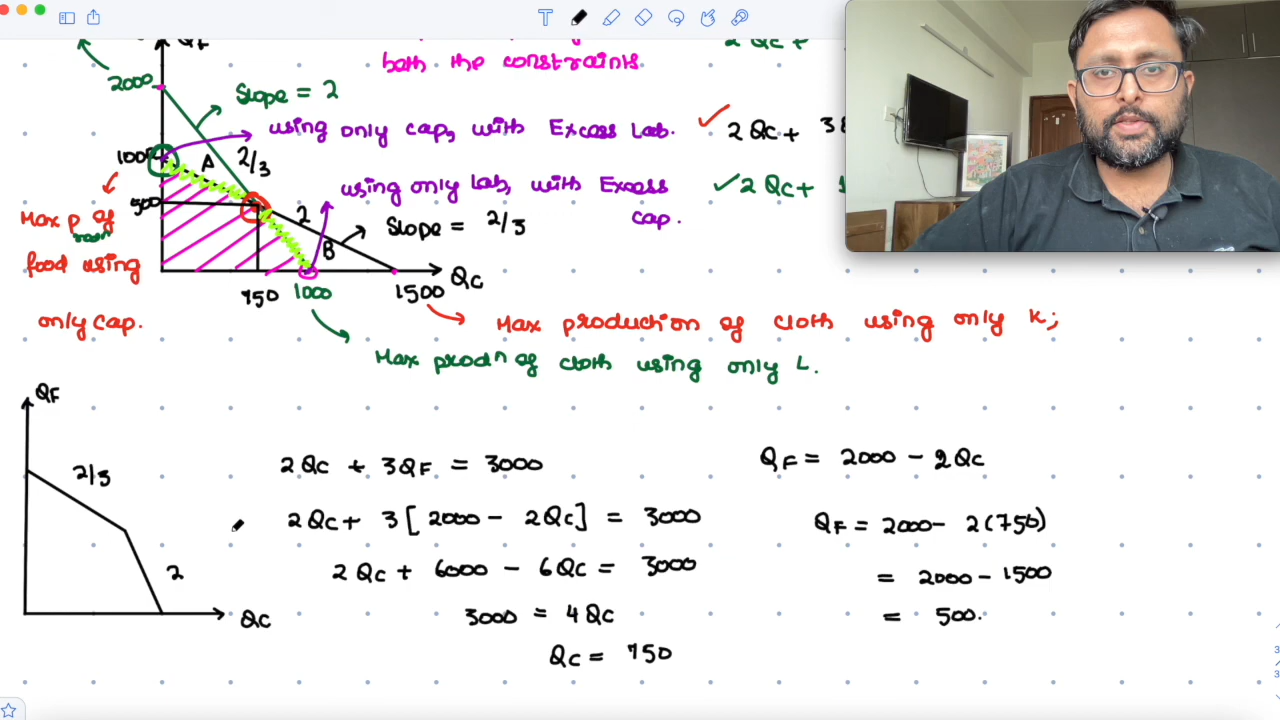 both the constraints.
2 Qc +
2000
Slope = 2
using only cap, with Excess Lab.
2 Qc +
1000
A
2/3
using only Lab, with Excess
cap.
2 Qc +
500
2
Slope = 2/3
B
Max p of
food using
only cap.
Qc
750
1000
1500
Max production of cloth using only K;
Max prodn of cloth using only L.
QF
2/3
2
Qc
2Qc + 3QF = 3000
2Qc + 3 [2000 - 2Qc] = 3000
2Qc + 6000 - 6Qc = 3000
3000 = 4Qc
Qc = 750
QF = 2000 - 2Qc
QF = 2000 - 2(750)
= 2000 - 1500
= 500.